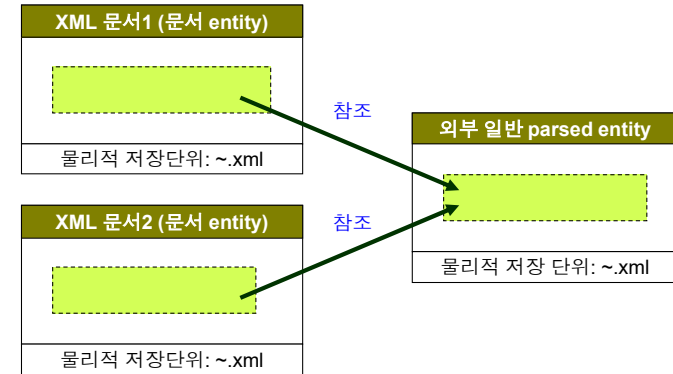 XML 문서1 (문서 entity)
물리적 저장단위: ~.xml
참조
외부 일반 parsed entity
물리적 저장 단위: ~.xml
XML 문서2 (문서 entity)
참조
물리적 저장단위: ~.xml